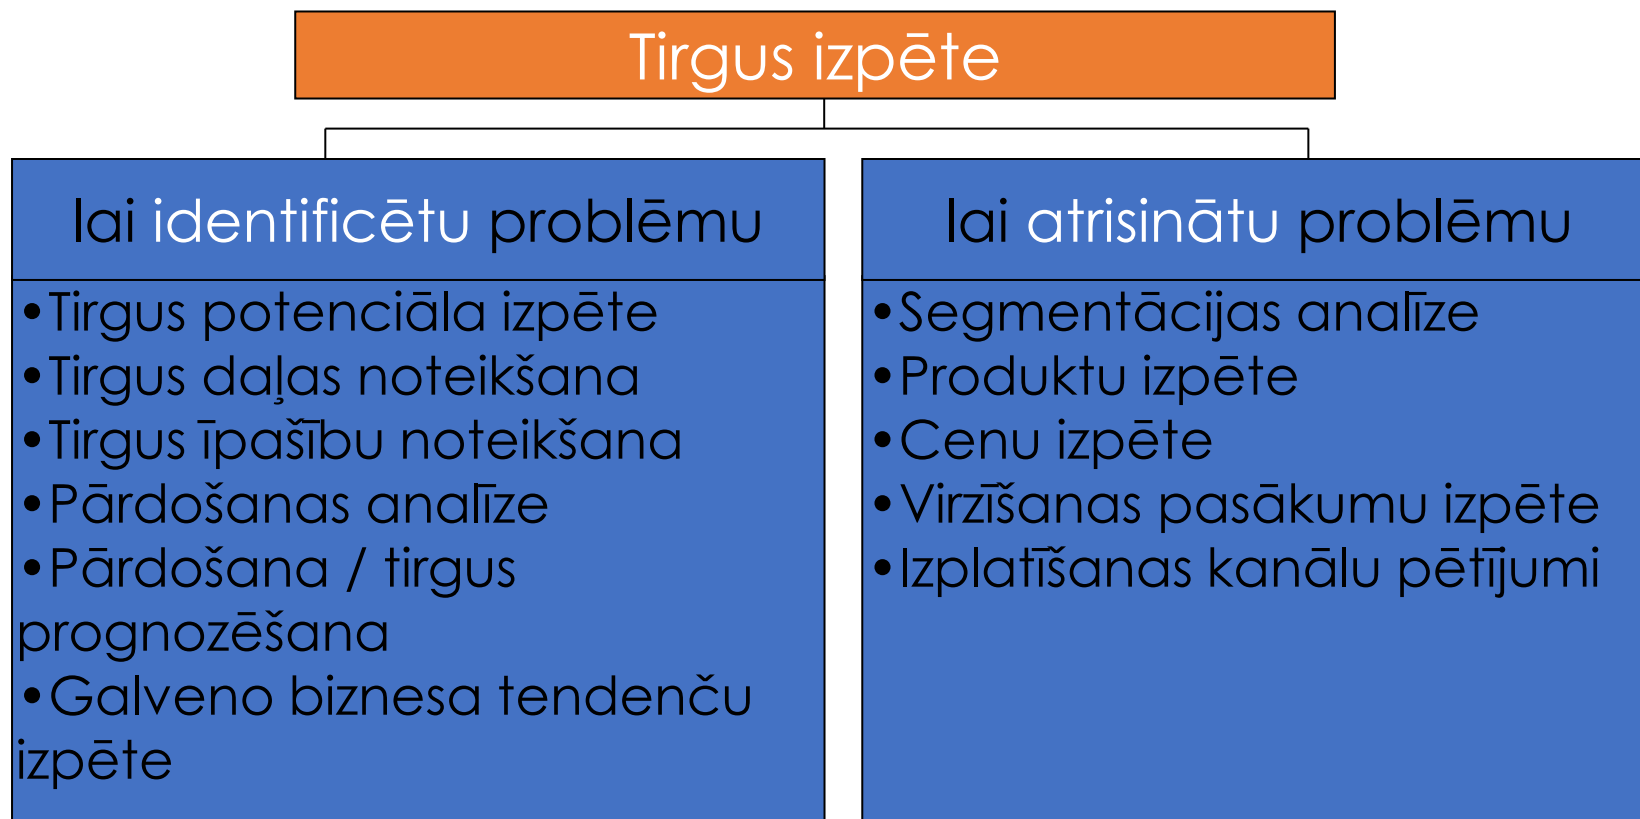 Tirgus izpēte
lai identificētu problēmu
•Tirgus potenciāla izpēte
•Tirgus daļas noteikšana
•Tirgus īpašību noteikšana
•Pārdošanas analīze
•Pārdošana / tirgus
prognozēšana
•Galveno biznesa tendenču
izpēte
lai atrisinātu problēmu
•Segmentācijas analīze
•Produktu izpēte
•Cenu izpēte
•Virzīšanas pasākumu izpēte
•Izplatīšanas kanālu pētījumi